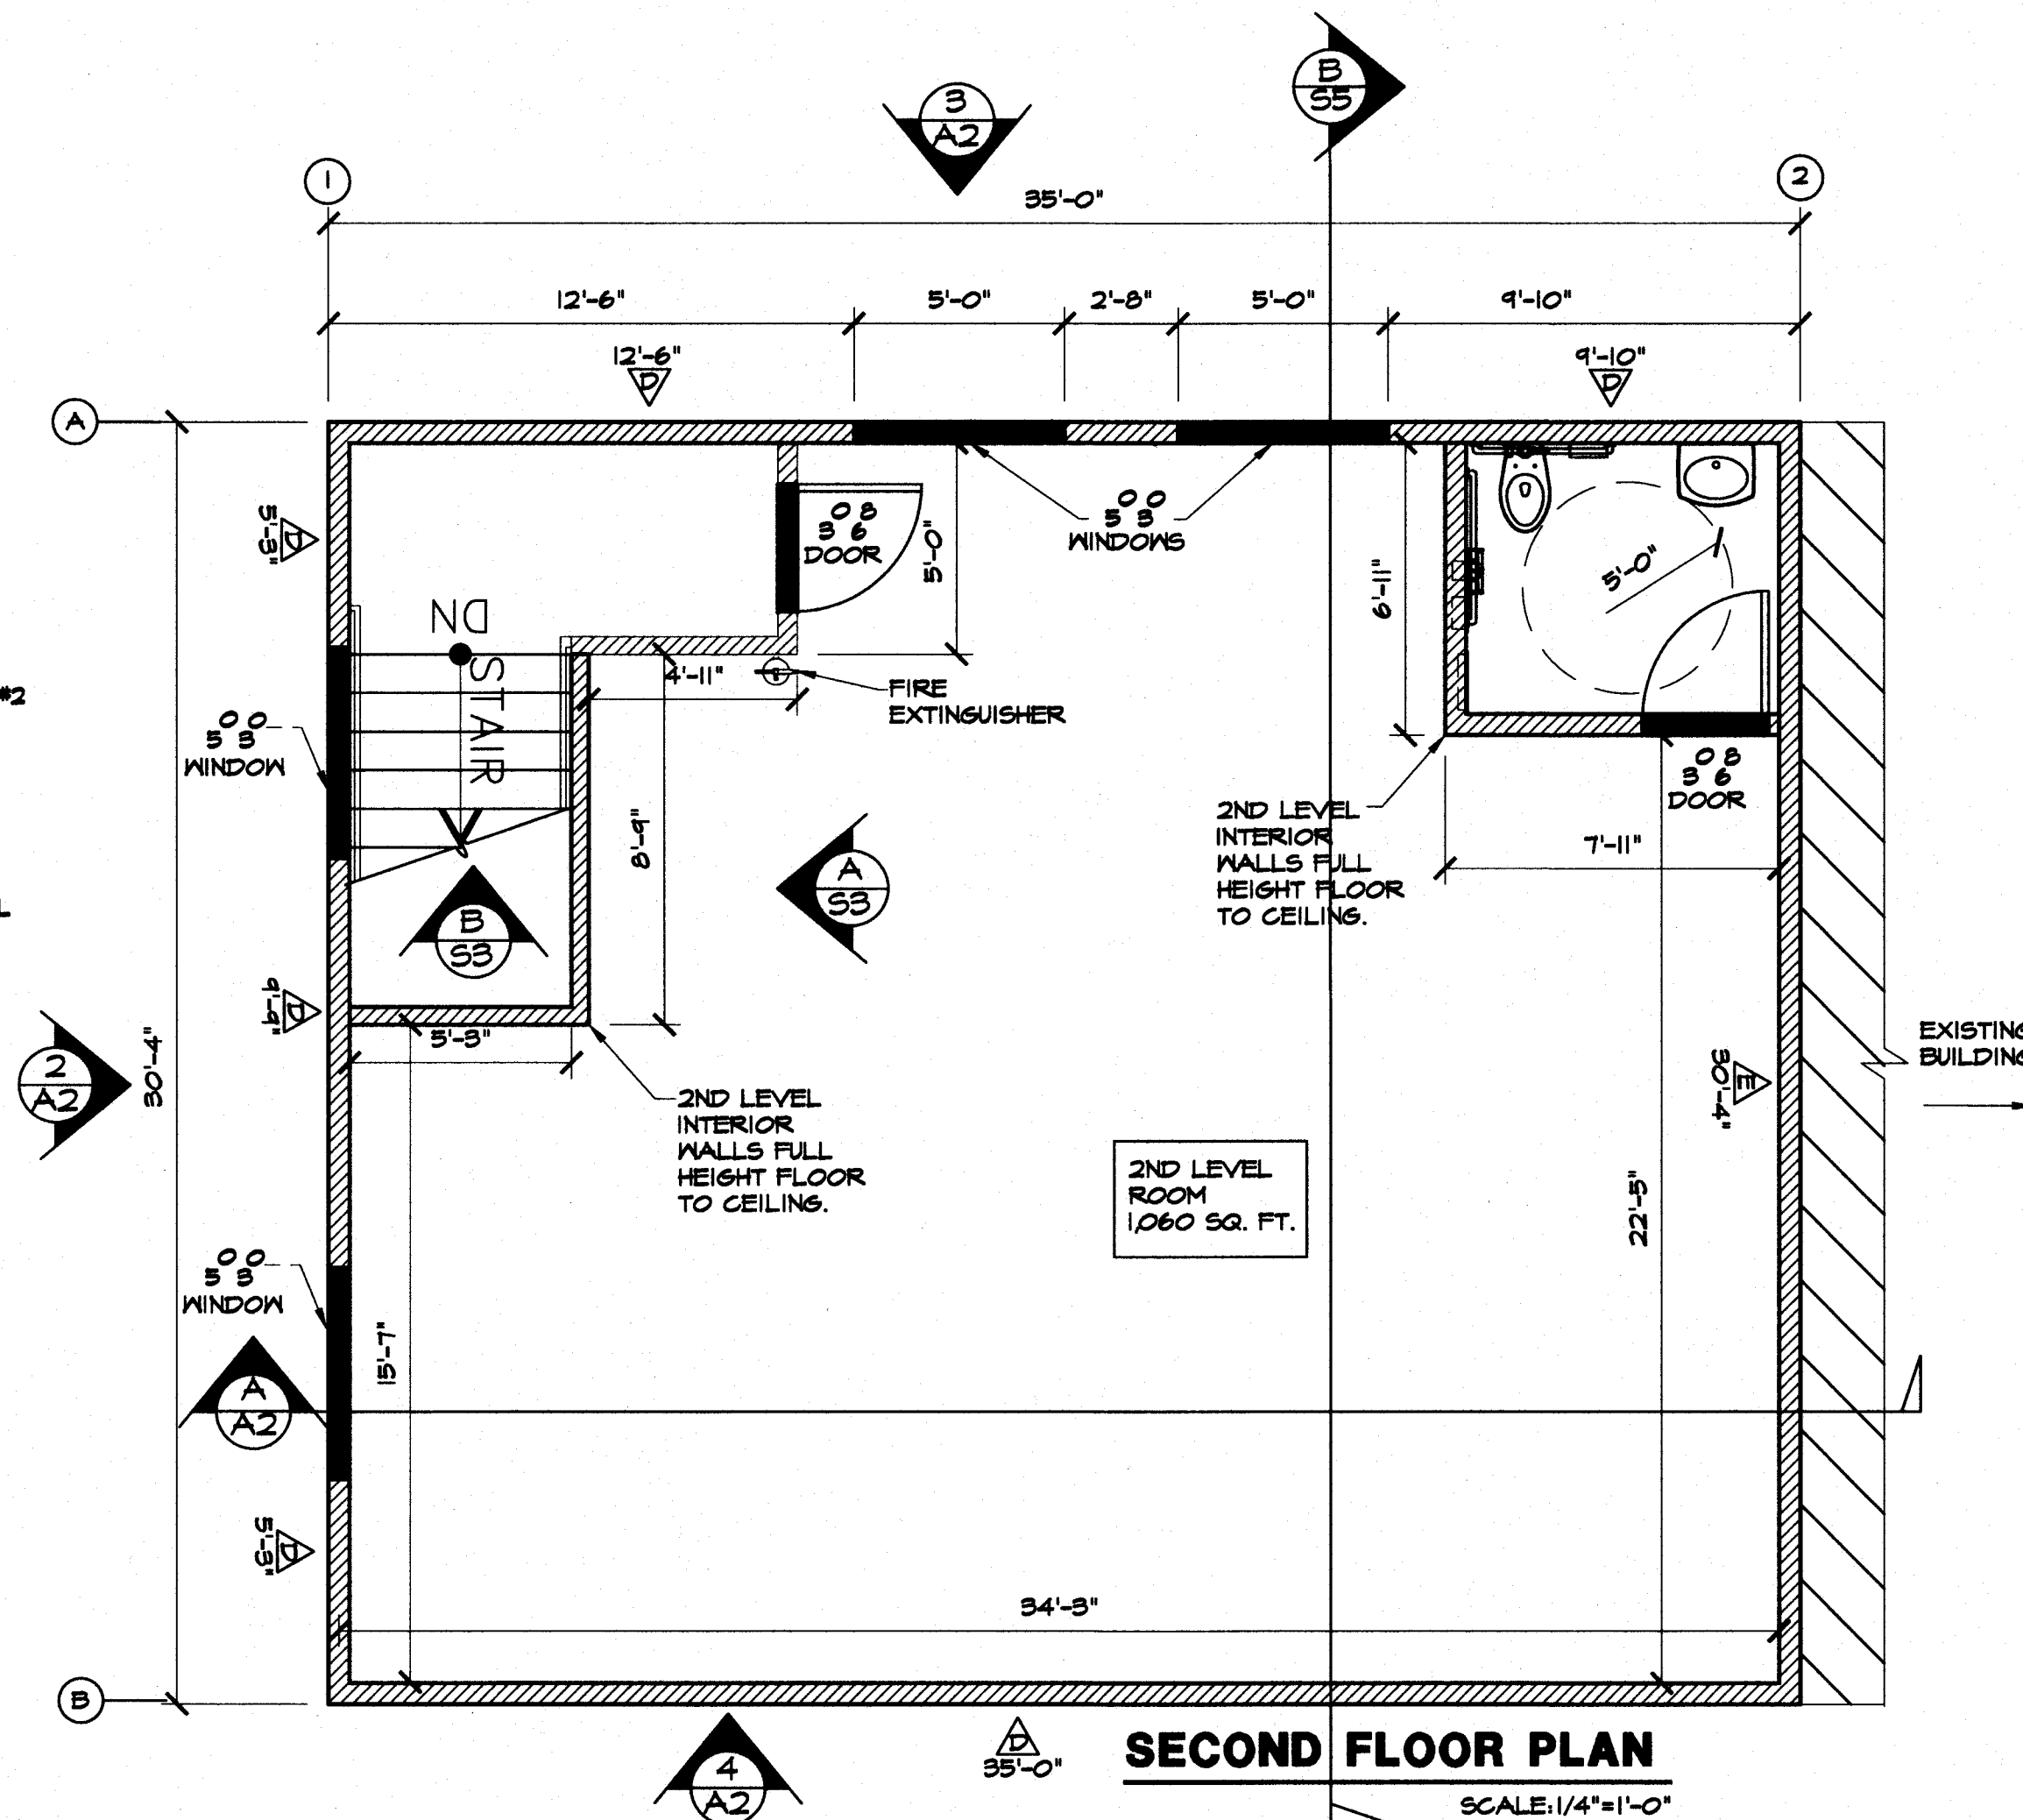 B
S5
3
A2
1
2
35'-0"
12'-6"
5'-0"
2'-8"
5'-0"
9'-10"
12'-6"
D
9'-10"
D
A
5'-3"
D
0 8
3 6
DOOR
5'-0"
0 0
5 3
WINDOWS
6'-11"
5'-0"
DN
STAIR
4'-11"
FIRE
EXTINGUISHER
#2
0 0
5 3
WINDOW
0 8
3 6
DOOR
2ND LEVEL
INTERIOR
WALLS FULL
HEIGHT FLOOR
TO CEILING.
7'-11"
8'-9"
A
S3
B
S3
9'-9"
D
5'-3"
2
A2
30'-4"
2ND LEVEL
INTERIOR
WALLS FULL
HEIGHT FLOOR
TO CEILING.
EXISTING
BUILDING
30'-4"
E
2ND LEVEL
ROOM
1,060 SQ. FT.
22'-5"
0 0
5 3
WINDOW
15'-7"
A
A2
5'-3"
D
34'-3"
B
4
A2
D
35'-0"
SECOND FLOOR PLAN
SCALE:1/4"=1'-0"